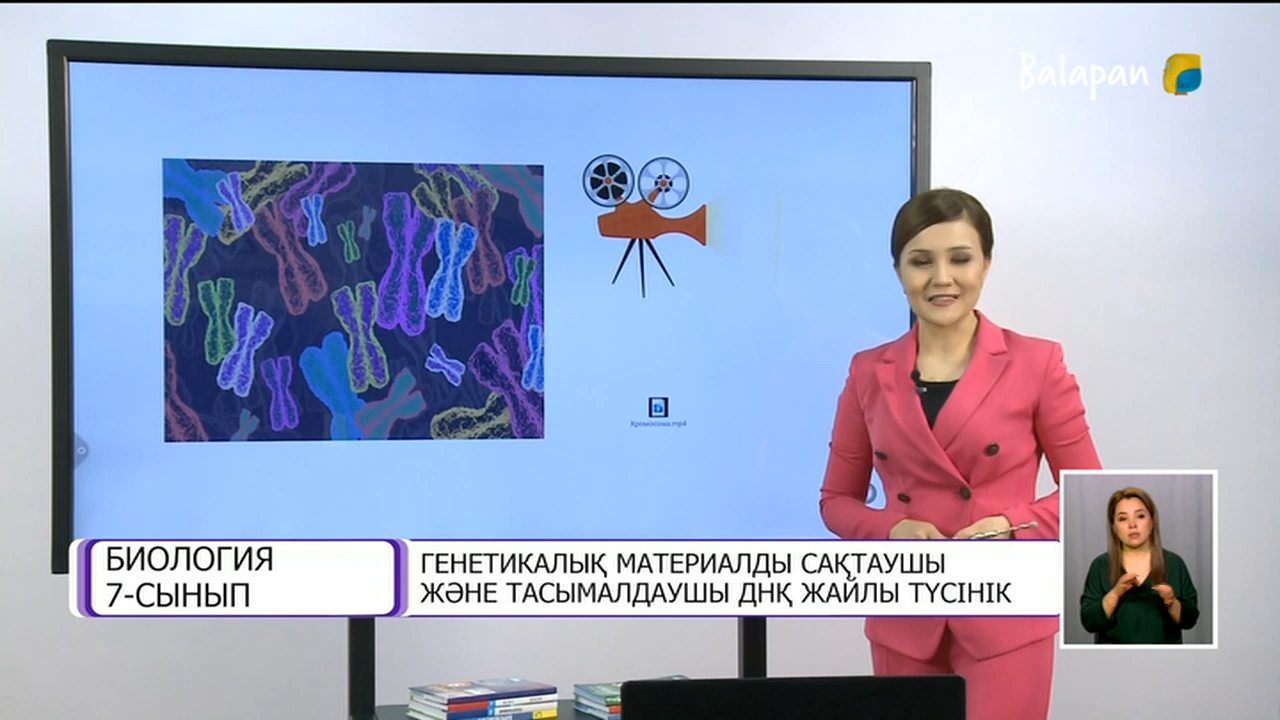 Balapan
Хромосома.mp4
БИОЛОГИЯ
7-СЫНЫП
ГЕНЕТИКАЛЫҚ МАТЕРИАЛДЫ САҚТАУШЫ
ЖӘНЕ ТАСЫМАЛДАУШЫ ДНҚ ЖАЙЛЫ ТҮСІНІК